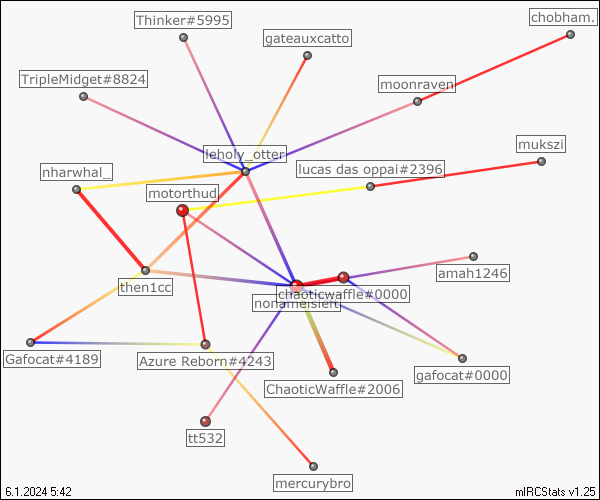 Thinker#5995
chobham.
gateauxcatto
TripleMidget#8824
moonraven
mukszi
leholy_otter
lucas das oppai#2396
nharwhal_
motorthud
amah1246
then1cc
chaoticwaffle#0000
nonameisleft
Gafocat#4189
Azure Reborn#4243
gafocat#0000
ChaoticWaffle#2006
tt532
mercurybro
6.1.2024 5:42
mIRCStats v1.25